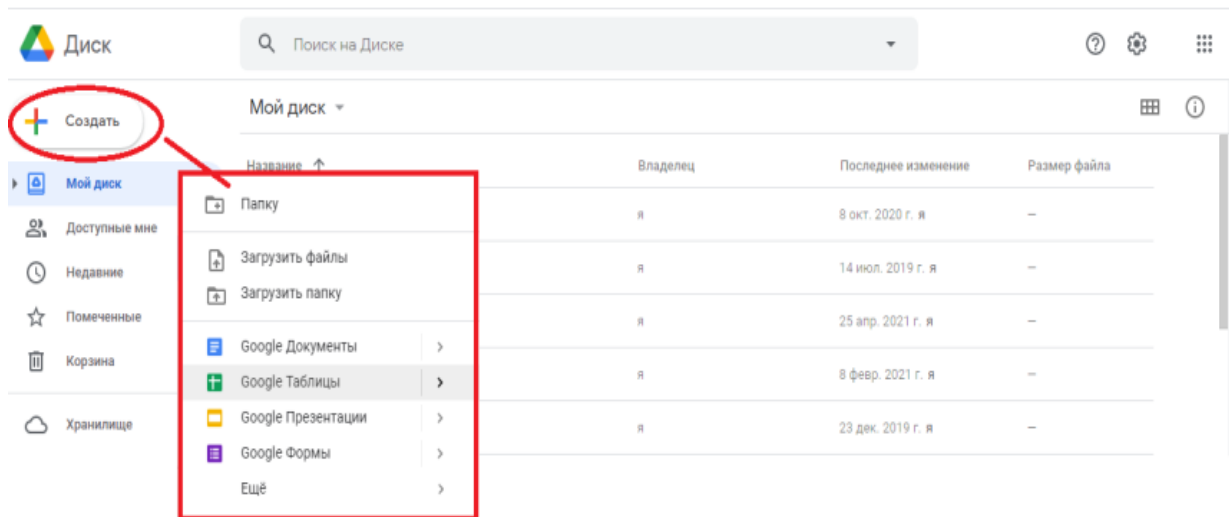 Диск
Поиск на Диске
Создать
Мой диск
Название
Владелец
Последнее изменение
Размер файла
Мой диск
Доступные мне
Недавние
Помеченные
Корзина
Хранилище
Папку
Загрузить файлы
Загрузить папку
Google Документы
Google Таблицы
Google Презентации
Google Формы
Ещё
я 8 окт. 2020 г. я –
я 14 июл. 2019 г. я –
я 25 апр. 2021 г. я –
я 8 февр. 2021 г. я –
я 23 дек. 2019 г. я –